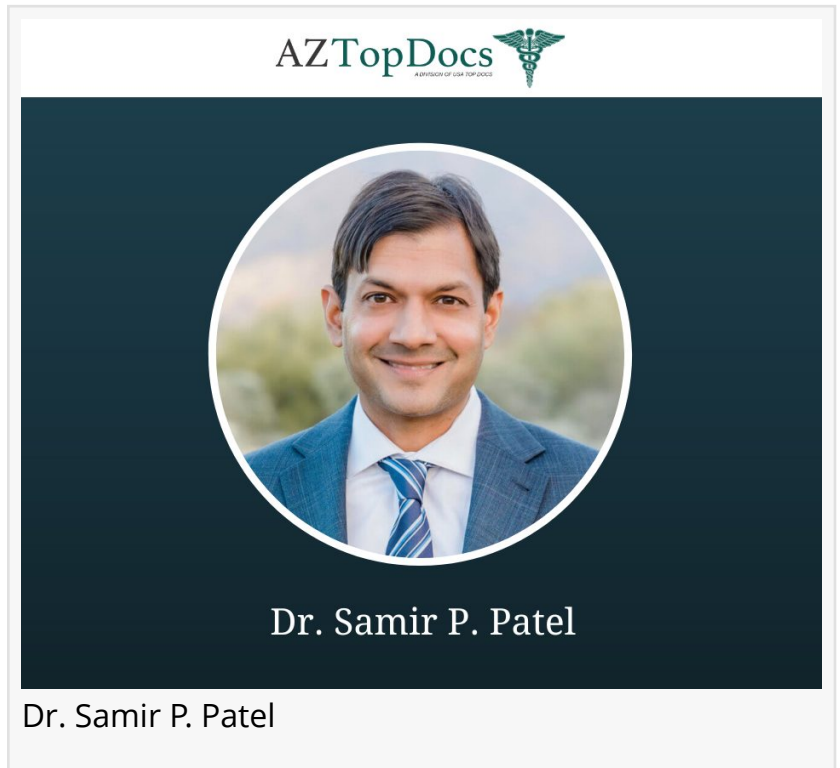 AZTopDocs
A DIVISION OF USA TOP DOCS
Dr. Samir P. Patel
Dr. Samir P. Patel